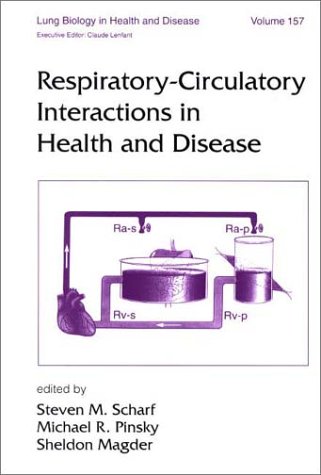 Lung Biology in Health and Disease Volume 157
Executive Editor: Claude Lenfant
Respiratory-Circulatory
Interactions in
Health and Disease
Ra-s Ra-p
Rv-s Rv-p
edited by
Steven M. Scharf
Michael R. Pinsky
Sheldon Magder